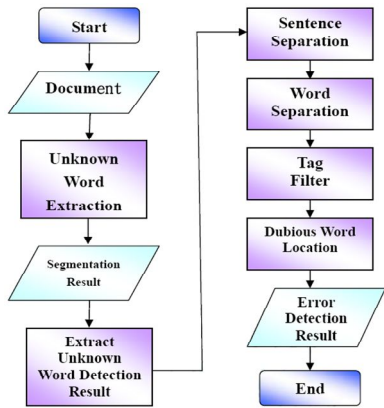 Start
Document
Unknown
Word
Extraction
Segmentation
Result
Extract
Unknown
Word Detection
Result
Sentence
Separation
Word
Separation
Tag
Filter
Dubious Word
Location
Error
Detection
Result
End